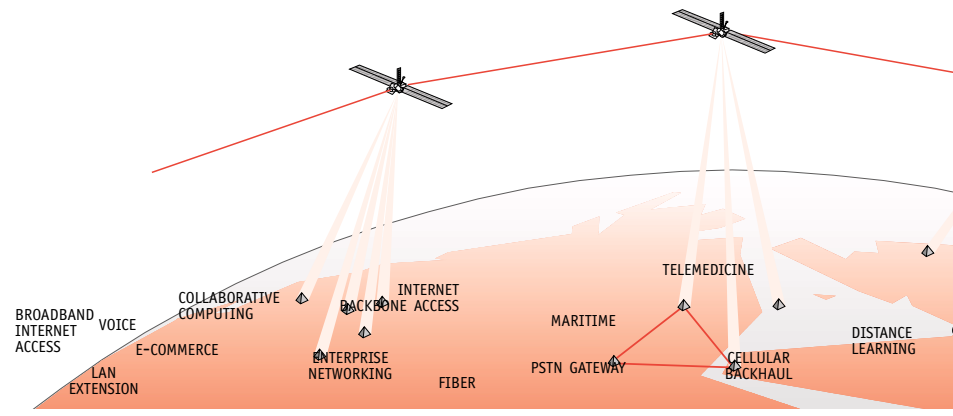 TELEMEDICINE
COLLABORATIVE
COMPUTING
INTERNET
BACKBONE ACCESS
BROADBAND
INTERNET
ACCESS
VOICE
MARITIME
DISTANCE
LEARNING
E-COMMERCE
ENTERPRISE
NETWORKING
PSTN GATEWAY
CELLULAR
BACKHAUL
LAN
EXTENSION
FIBER